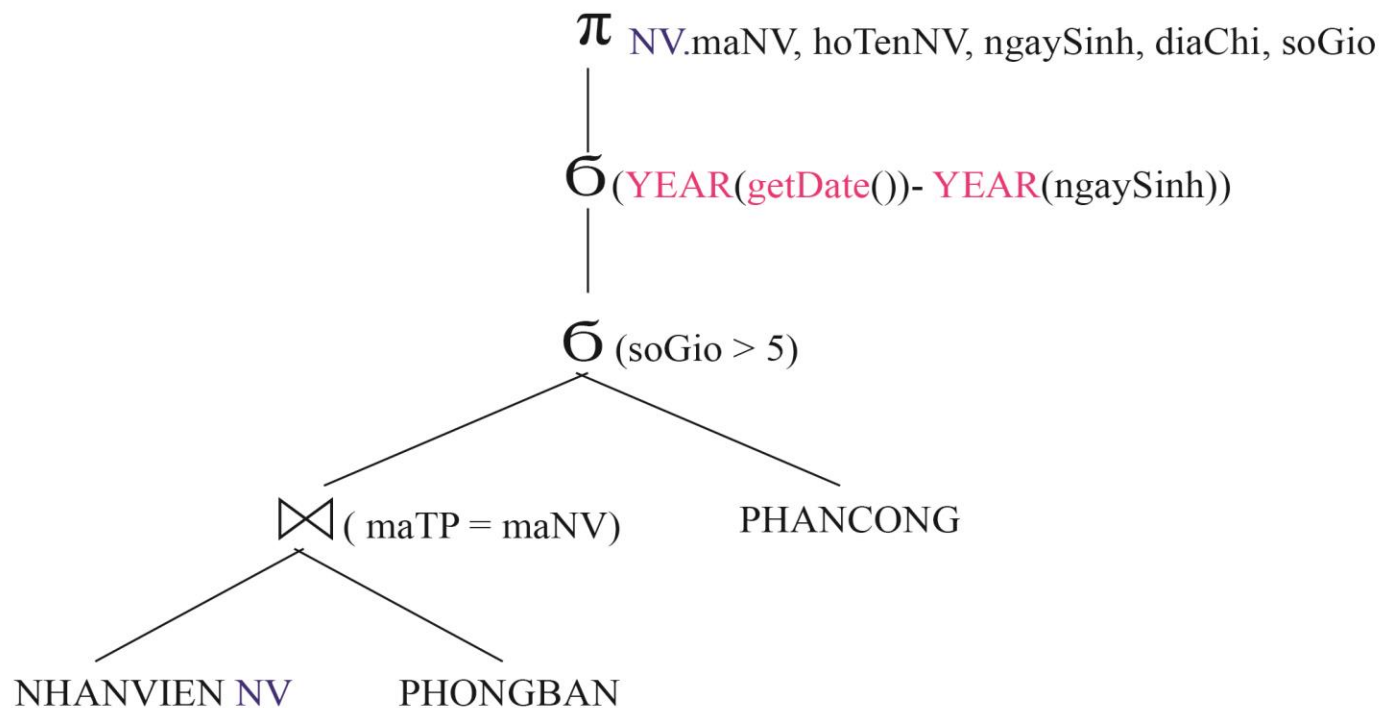 π NV.maNV, hoTenNV, ngaySinh, diaChi, soGio
б(YEAR(getDate())- YEAR(ngaySinh))
б (soGio > 5)
⋈ ( maTP = maNV)
PHANCONG
NHANVIEN NV
PHONGBAN